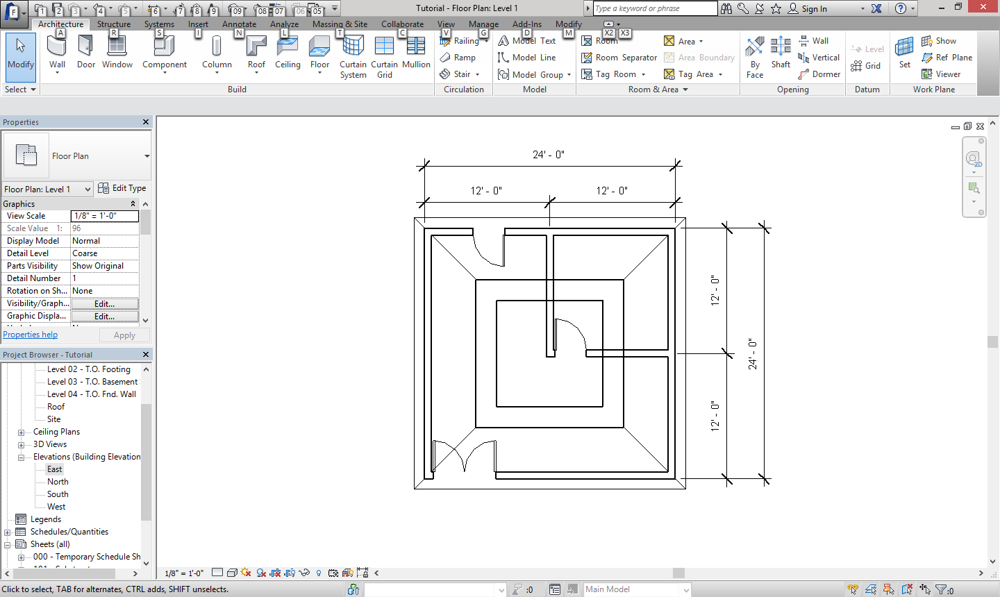 Tutorial - Floor Plan: Level 1
Type a keyword or phrase
Sign In
F 1 2 3 4 5 6 7 8 9 09 08 07 06 05
Architecture Structure Systems Insert Annotate Analyze Massing & Site Collaborate View Manage Add-Ins Modify
A R S I N L T C V G D M X2 X3
Modify
Wall
Door
Window
Component
Column
Roof
Ceiling
Floor
Curtain System
Curtain Grid
Mullion
Railing
Ramp
Stair
Model Text
Model Line
Model Group
Room
Room Separator
Tag Room
Area
Area Boundary
Tag Area
By Face
Shaft
Wall
Vertical
Dormer
Level
Grid
Set
Show
Ref Plane
Viewer
Select
Build
Circulation
Model
Room & Area
Opening
Datum
Work Plane
Properties
Floor Plan
Floor Plan: Level 1
Edit Type
Graphics
View Scale 1/8" = 1'-0"
Scale Value 1: 96
Display Model Normal
Detail Level Coarse
Parts Visibility Show Original
Detail Number 1
Rotation on Sh... None
Visibility/Graph... Edit...
Graphic Displa... Edit...
Properties help
Apply
Project Browser - Tutorial
Level 02 - T.O. Footing
Level 03 - T.O. Basement
Level 04 - T.O. Fnd. Wall
Roof
Site
Ceiling Plans
3D Views
Elevations (Building Elevation
East
North
South
West
Legends
Schedules/Quantities
Sheets (all)
000 - Temporary Schedule Sh
24' - 0"
12' - 0"
12' - 0"
12' - 0"
24' - 0"
12' - 0"
2D
1/8" = 1'-0"
Click to select, TAB for alternates, CTRL adds, SHIFT unselects.
:0
Main Model
:0